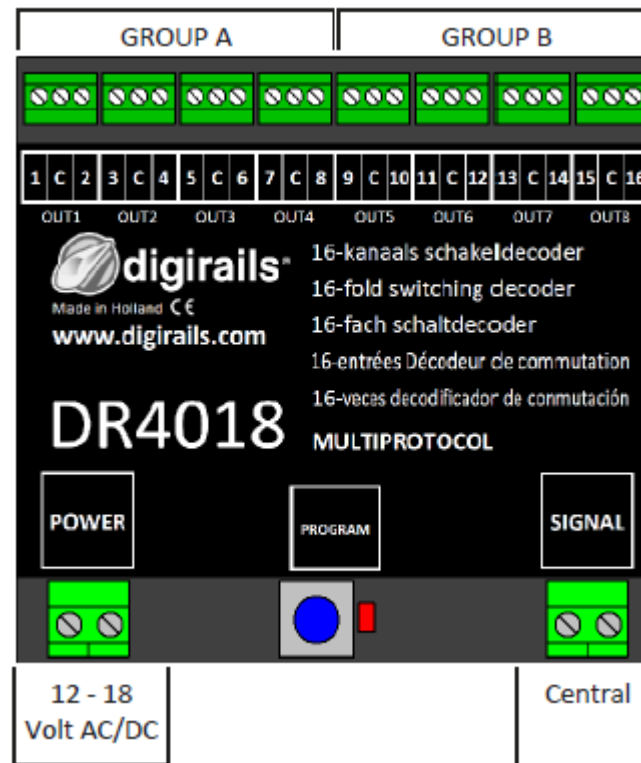 GROUP A GROUP B
1 C 2 3 C 4 5 C 6 7 C 8 9 C 10 11 C 12 13 C 14 15 C 16
OUT1 OUT2 OUT3 OUT4 OUT5 OUT6 OUT7 OUT8
digirails®
Made in Holland CE
www.digirails.com
16-kanaals schakeldecoder
16-fold switching decoder
16-fach schaltdecoder
16-entrées Décodeur de commutation
16-veces decodificador de conmutación
DR4018
MULTIPROTOCOL
POWER
PROGRAM
SIGNAL
12 - 18
Volt AC/DC
Central